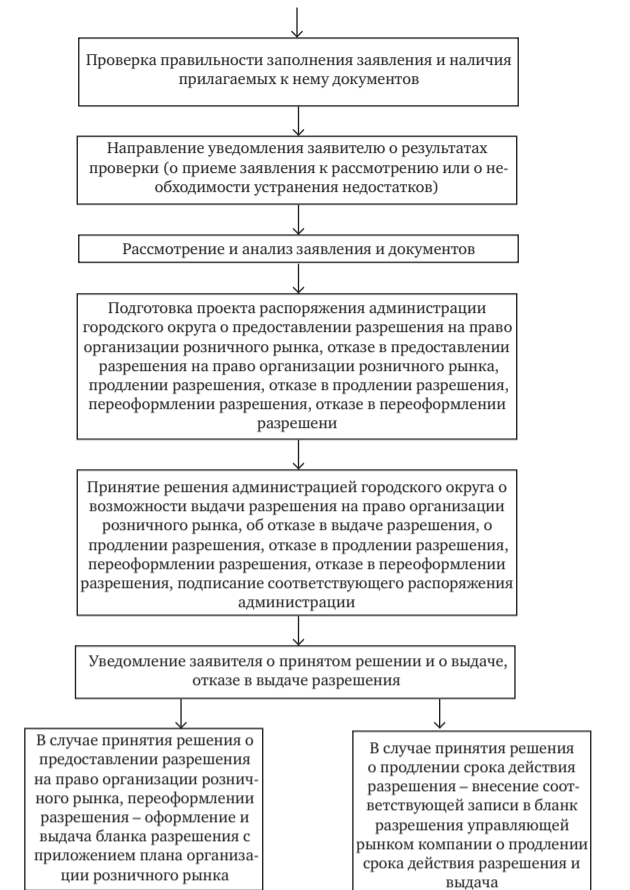 Проверка правильности заполнения заявления и наличия
прилагаемых к нему документов
Направление уведомления заявителю о результатах
проверки (о приеме заявления к рассмотрению или о не-
обходимости устранения недостатков)
Рассмотрение и анализ заявления и документов
Подготовка проекта распоряжения администрации
городского округа о предоставлении разрешения на право
организации розничного рынка, отказе в предоставлении
разрешения на право организации розничного рынка,
продлении разрешения, отказе в продлении разрешения,
переоформлении разрешения, отказе в переоформлении
разрешени
Принятие решения администрацией городского округа о
возможности выдачи разрешения на право организации
розничного рынка, об отказе в выдаче разрешения, о
продлении разрешения, отказе в продлении разрешения,
переоформлении разрешения, отказе в переоформлении
разрешения, подписание соответствующего распоряжения
администрации
Уведомление заявителя о принятом решении и о выдаче,
отказе в выдаче разрешения
В случае принятия решения о
предоставлении разрешения
на право организации рознич-
ного рынка, переоформлении
разрешения – оформление и
выдача бланка разрешения с
приложением плана организа-
ции розничного рынка
В случае принятия решения
о продлении срока действия
разрешения – внесение соот-
ветствующей записи в бланк
разрешения управляющей
рынком компании о продлении
срока действия разрешения и
выдача